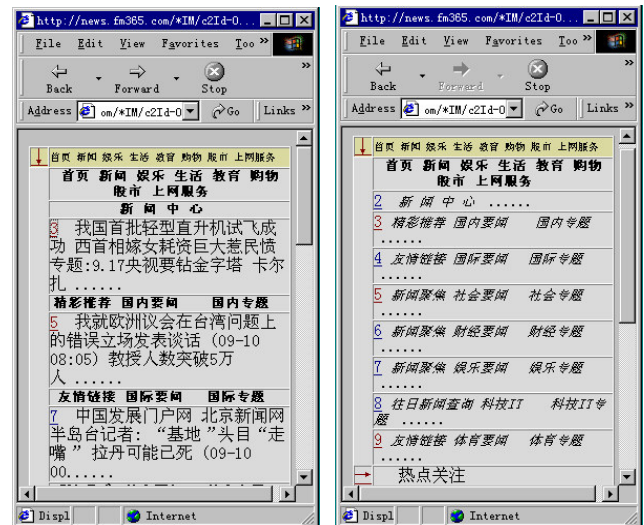 http://news.fm365.com/*IM/c2Id-0...
File Edit View Favorites Too »
Back Forward Stop »
Address om/*IM/c2Id-0 Go Links »
首页 新闻 娱乐 生活 教育 购物 股市 上网服务
首页 新闻 娱乐 生活 教育 购物
股市 上网服务
新 闻 中 心
3 我国首批轻型直升机试飞成
功 西首相嫁女耗资巨大惹民愤
专题:9.17央视要钻金字塔 卡尔
扎 ......
精彩推荐 国内要闻 国内专题
5 我就欧洲议会在台湾问题上
的错误立场发表谈话 (09-10
08:05) 教授人数突破5万
人 ......
友情链接 国际要闻 国际专题
7 中国发展门户网 北京新闻网
半岛台记者: “基地”头目“走
嘴” 拉丹可能已死 (09-10
00......
Displ Internet
http://news.fm365.com/*IM/c2Id-0...
File Edit View Favorites Too »
Back Forward Stop »
Address om/*IM/c2Id-0 Go Links »
首页 新闻 娱乐 生活 教育 购物 股市 上网服务
首页 新闻 娱乐 生活 教育 购物
股市 上网服务
2 新 闻 中 心 ......
3 精彩推荐 国内要闻 国内专题
......
4 友情链接 国际要闻 国际专题
......
5 新闻聚焦 社会要闻 社会专题
......
6 新闻聚焦 财经要闻 财经专题
......
7 新闻聚焦 娱乐要闻 娱乐专题
......
8 往日新闻查询 科技IT 科技IT专
题 ......
9 友情链接 体育要闻 体育专题
......
热点关注
Displ Internet